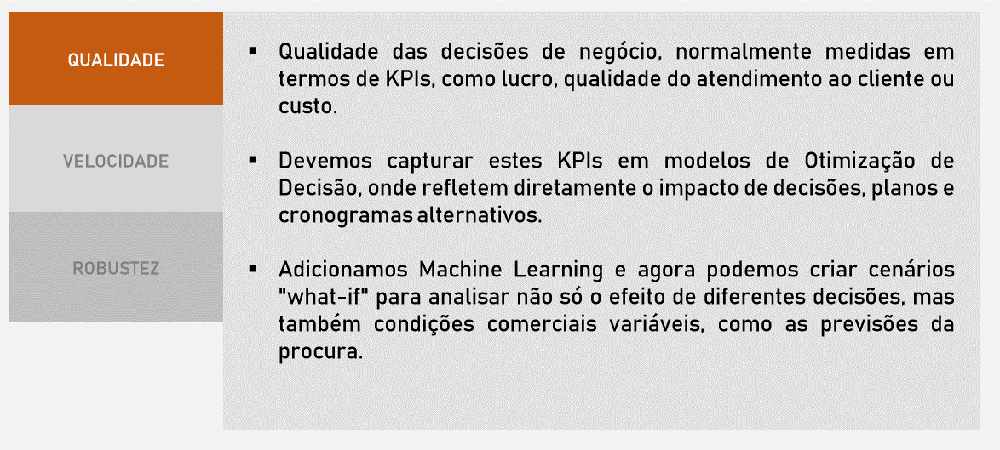 QUALIDADE
VELOCIDADE
ROBUSTEZ
▪ Qualidade das decisões de negócio, normalmente medidas em
termos de KPIs, como lucro, qualidade do atendimento ao cliente ou
custo.
▪ Devemos capturar estes KPIs em modelos de Otimização de
Decisão, onde refletem diretamente o impacto de decisões, planos e
cronogramas alternativos.
▪ Adicionamos Machine Learning e agora podemos criar cenários
"what-if" para analisar não só o efeito de diferentes decisões, mas
também condições comerciais variáveis, como as previsões da
procura.